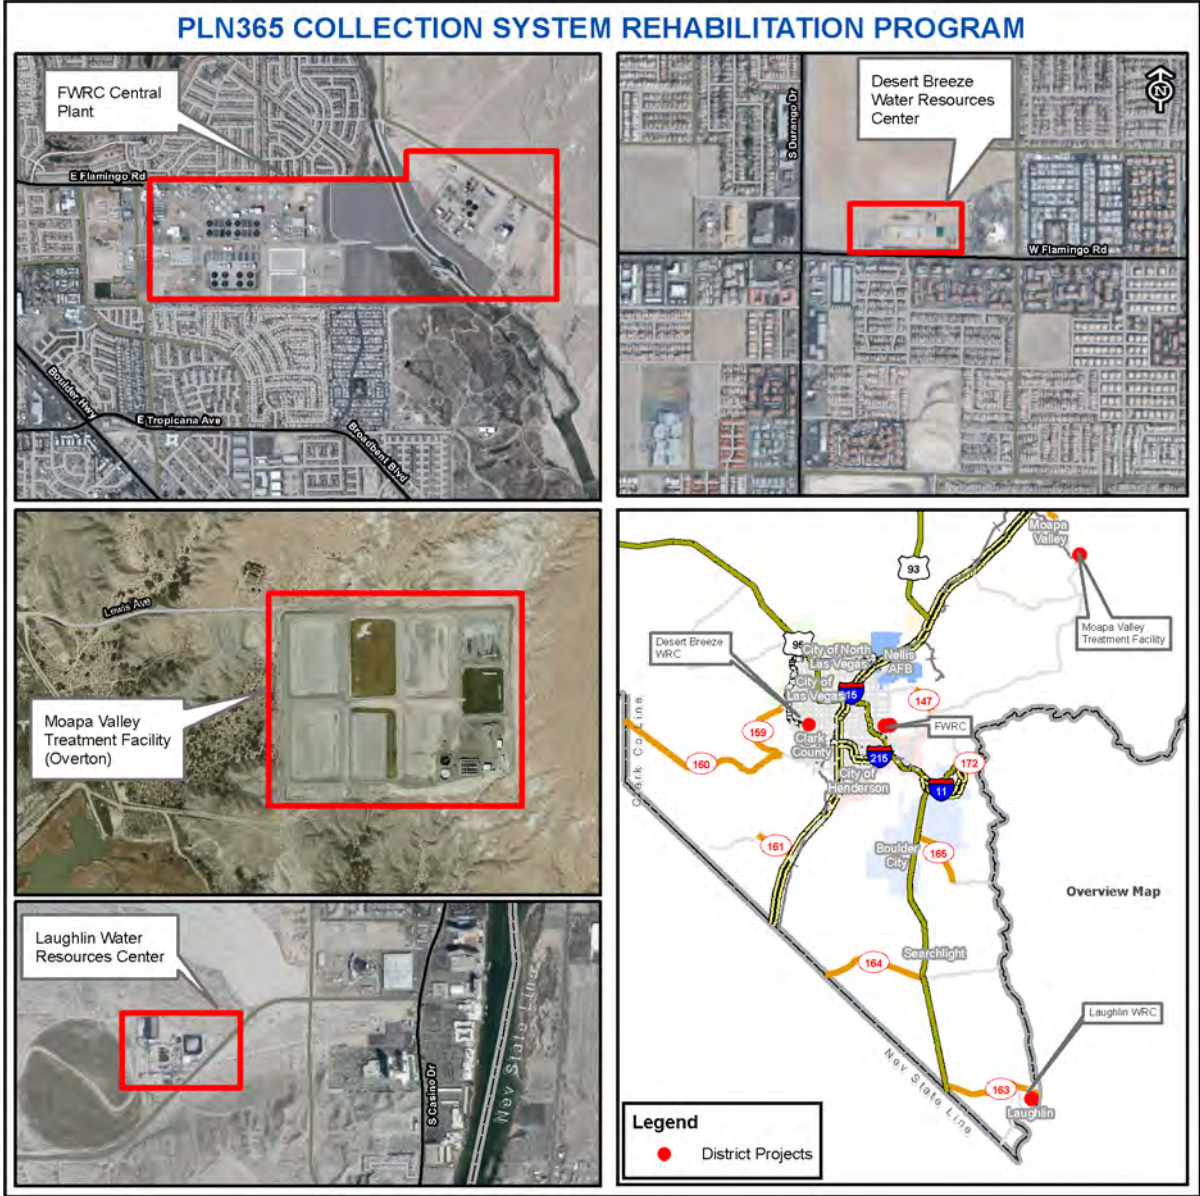 PLN365 COLLECTION SYSTEM REHABILITATION PROGRAM
FWRC Central
Plant
E Flamingo Rd
Boulder Hwy
E Tropicana Ave
Broadbent Blvd
Desert Breeze
Water Resources
Center
N
S Durango Dr
W Flamingo Rd
Lewis Ave
Moapa Valley
Treatment Facility
(Overton)
Laughlin Water
Resources Center
S Casino Dr
Nev State Line
Moapa
Valley
93
Moapa Valley
Treatment Facility
Desert Breeze
WRC
95
City of North
Las Vegas
Nellis
AFB
City of
Las Vegas
15
147
FWRC
159
Clark
County
160
215
172
City of
Henderson
11
Clark Co Line
161
Boulder
City
165
Overview Map
Searchlight
164
Laughlin WRC
Nev State Line
163
Laughlin
Legend
District Projects